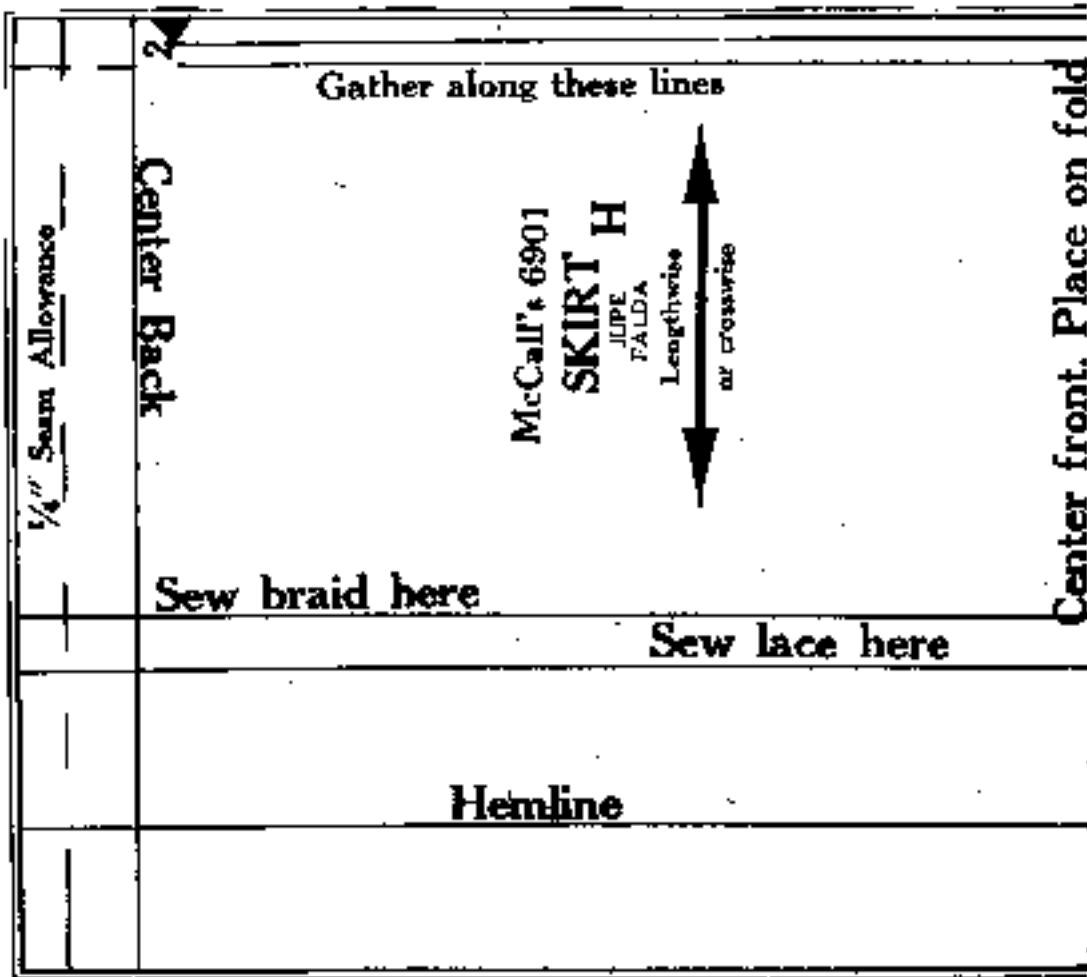 2
Gather along these lines
Center Back
¼" Seam Allowance
McCall's 6901
SKIRT H
JUPE
FALDA
Lengthwise
or crosswise
Center front. Place on fold
Sew braid here
Sew lace here
Hemline